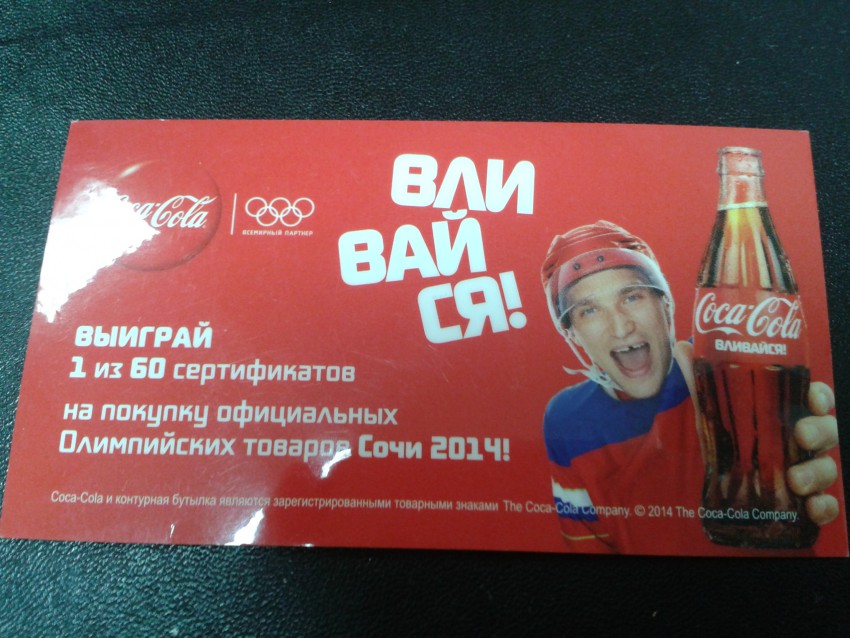 Coca-Cola
ВСЕМИРНЫЙ ПАРТНЕР
ВЛИ
ВАЙ
СЯ!
ВЫИГРАЙ
1 из 60 сертификатов
на покупку официальных
Олимпийских товаров Сочи 2014!
Coca-Cola
ВЛИВАЙСЯ!
Coca-Cola и контурная бутылка являются зарегистрированными товарными знаками The Coca-Cola Company. © 2014 The Coca-Cola Company.